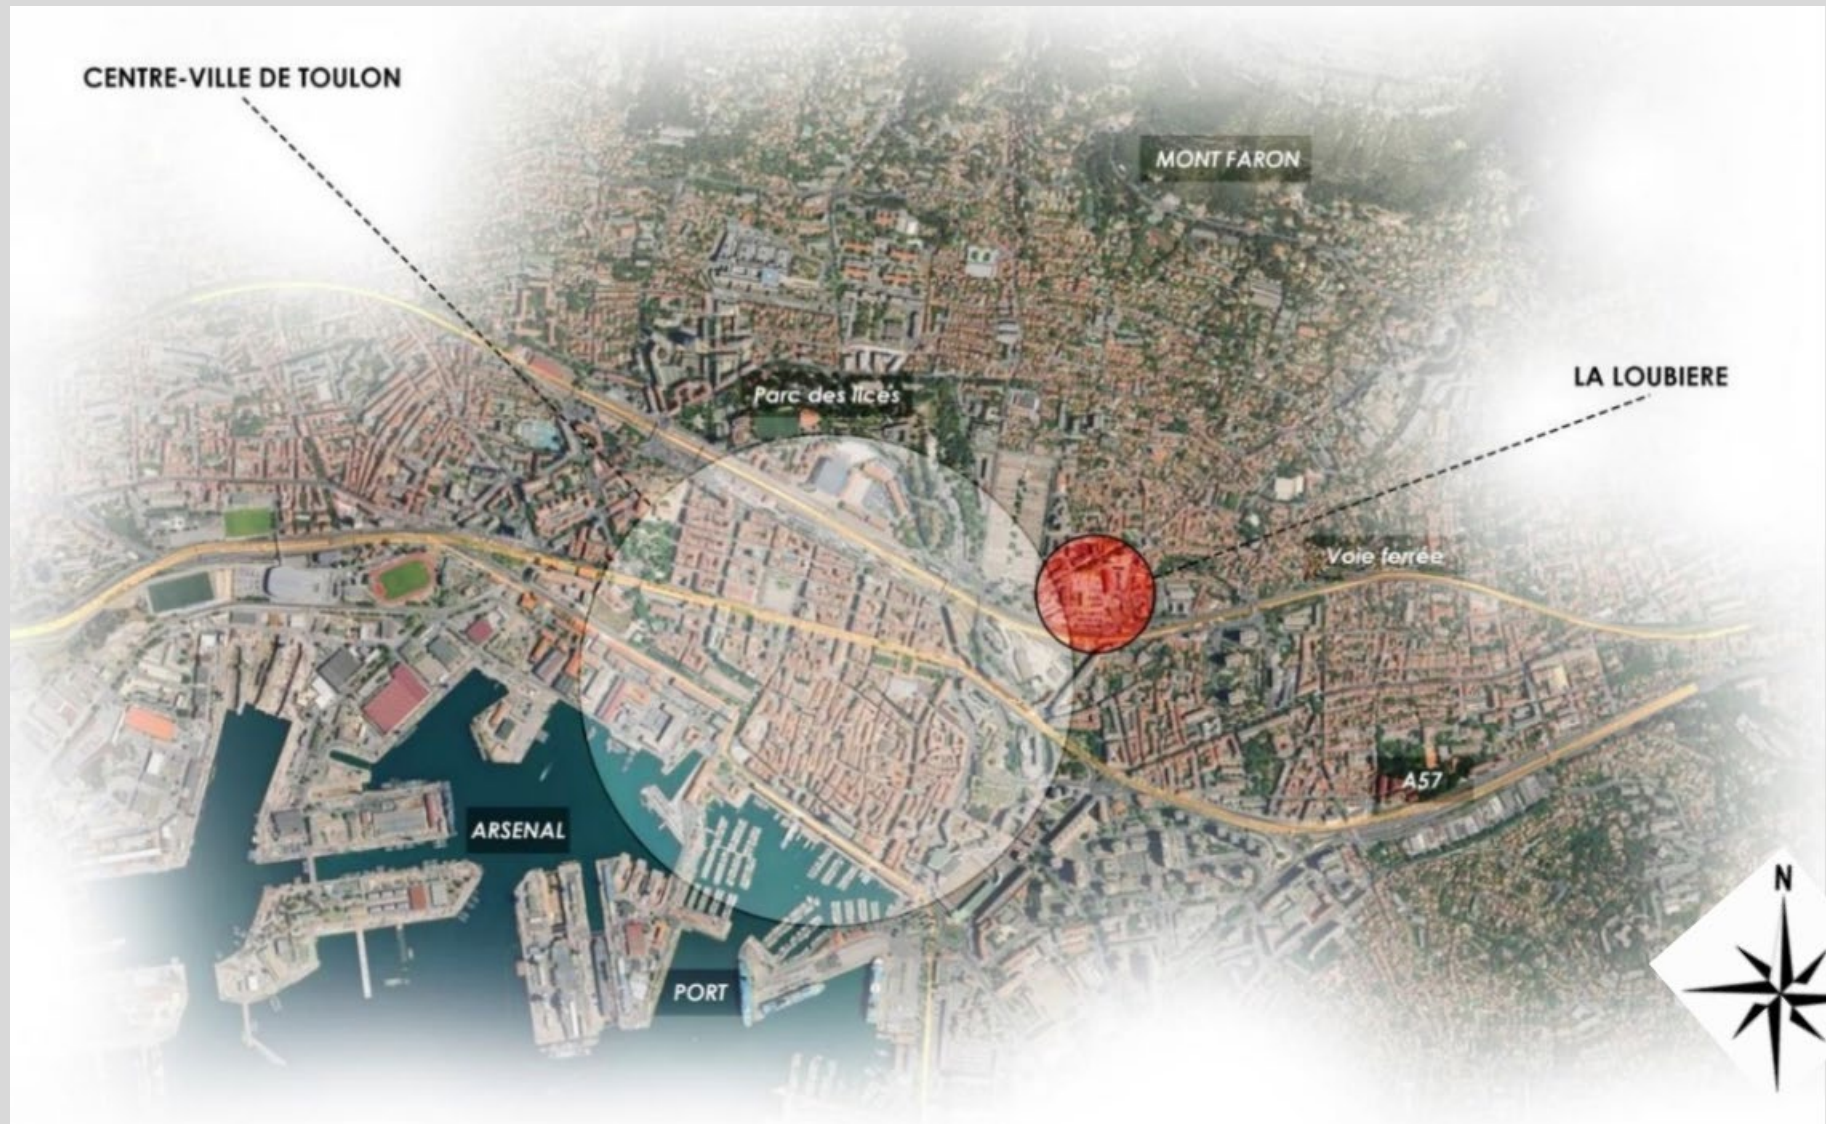 CENTRE-VILLE DE TOULON
MONT FARON
LA LOUBIERE
Parc des lices
Voie ferrée
A57
ARSENAL
N
PORT